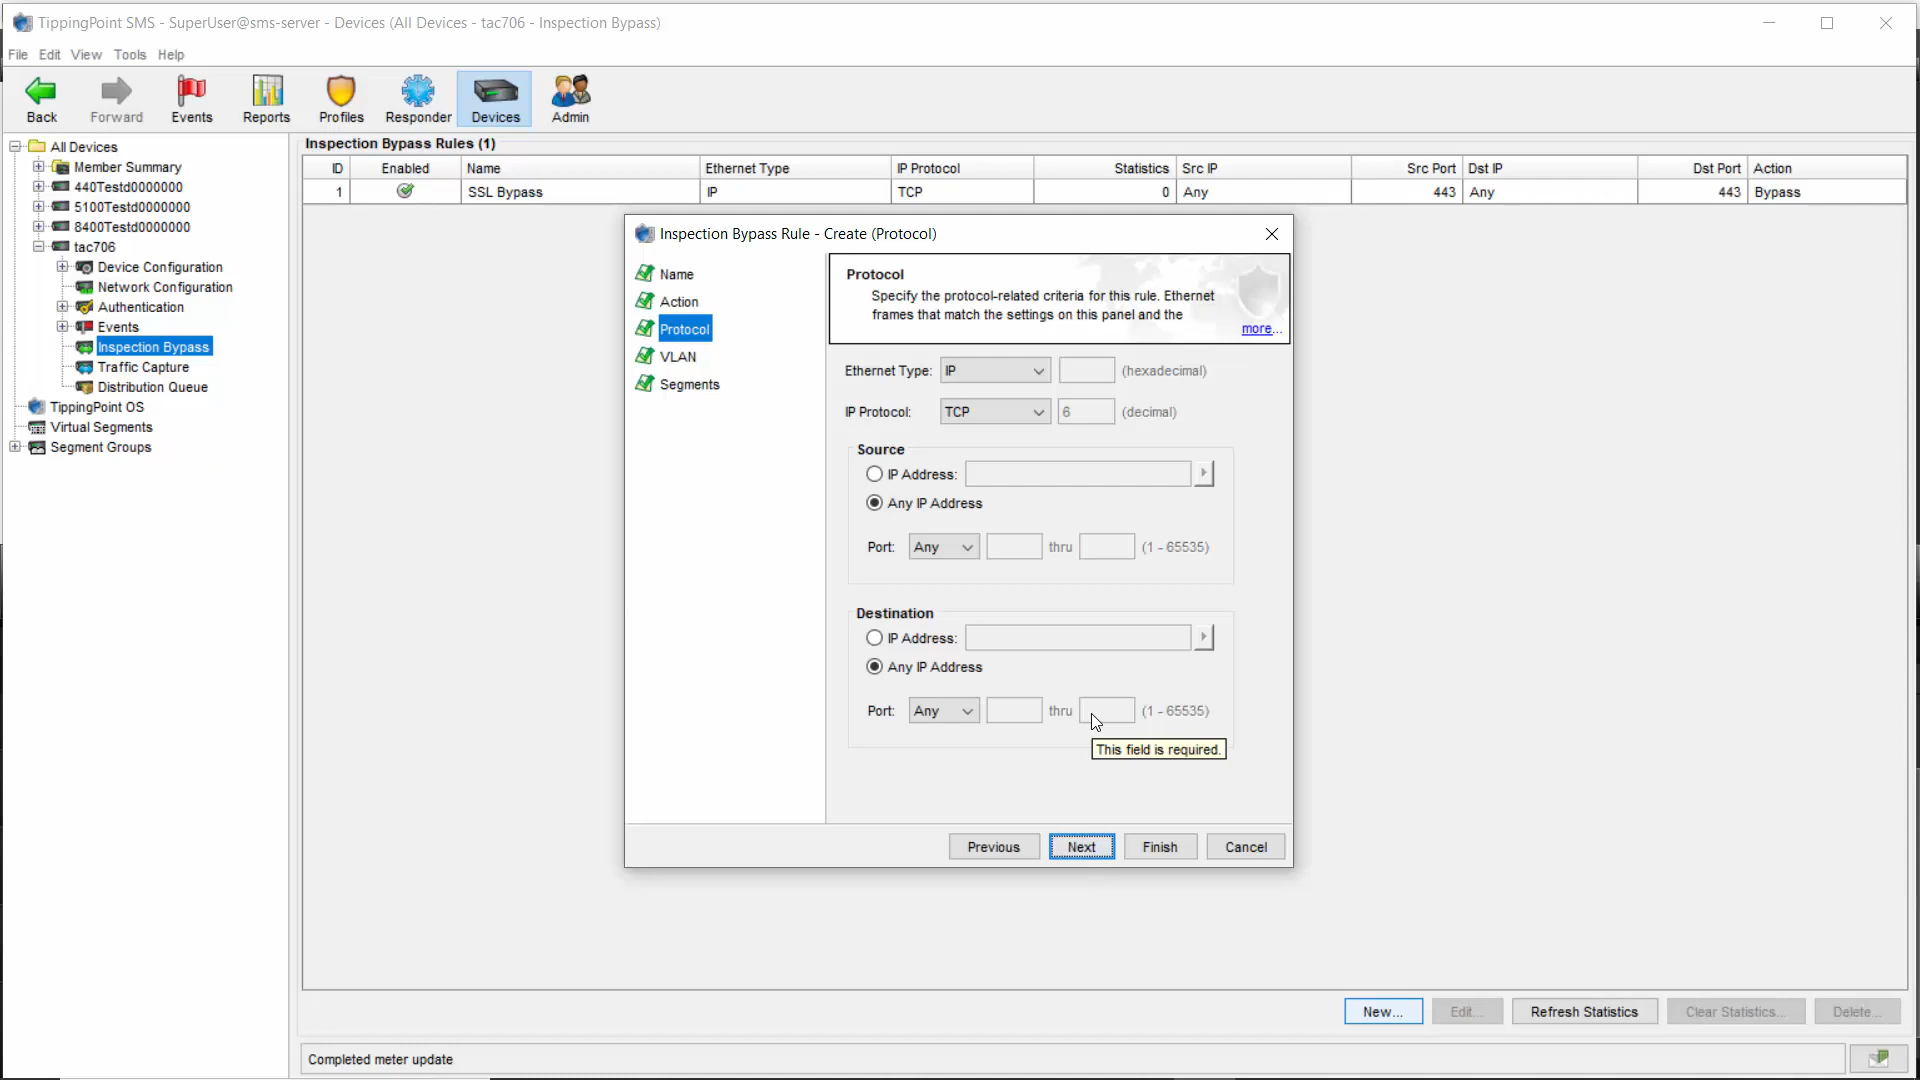 TippingPoint SMS - SuperUser@sms-server - Devices (All Devices - tac706 - Inspection Bypass)
File Edit View Tools Help
Back Forward Events Reports Profiles Responder Devices Admin
All Devices
Member Summary
440Testd0000000
5100Testd0000000
8400Testd0000000
tac706
Device Configuration
Network Configuration
Authentication
Events
Inspection Bypass
Traffic Capture
Distribution Queue
TippingPoint OS
Virtual Segments
Segment Groups
Inspection Bypass Rules (1)
ID Enabled Name Ethernet Type IP Protocol Statistics Src IP Src Port Dst IP Dst Port Action
1 SSL Bypass IP TCP 0 Any 443 Any 443 Bypass
Inspection Bypass Rule - Create (Protocol)
Name
Action
Protocol
VLAN
Segments
Protocol
Specify the protocol-related criteria for this rule. Ethernet
frames that match the settings on this panel and the
more...
Ethernet Type: IP (hexadecimal)
IP Protocol: TCP 6 (decimal)
Source
IP Address:
Any IP Address
Port: Any thru (1 - 65535)
Destination
IP Address:
Any IP Address
Port: Any thru (1 - 65535)
This field is required.
Previous Next Finish Cancel
New... Edit... Refresh Statistics Clear Statistics... Delete...
Completed meter update